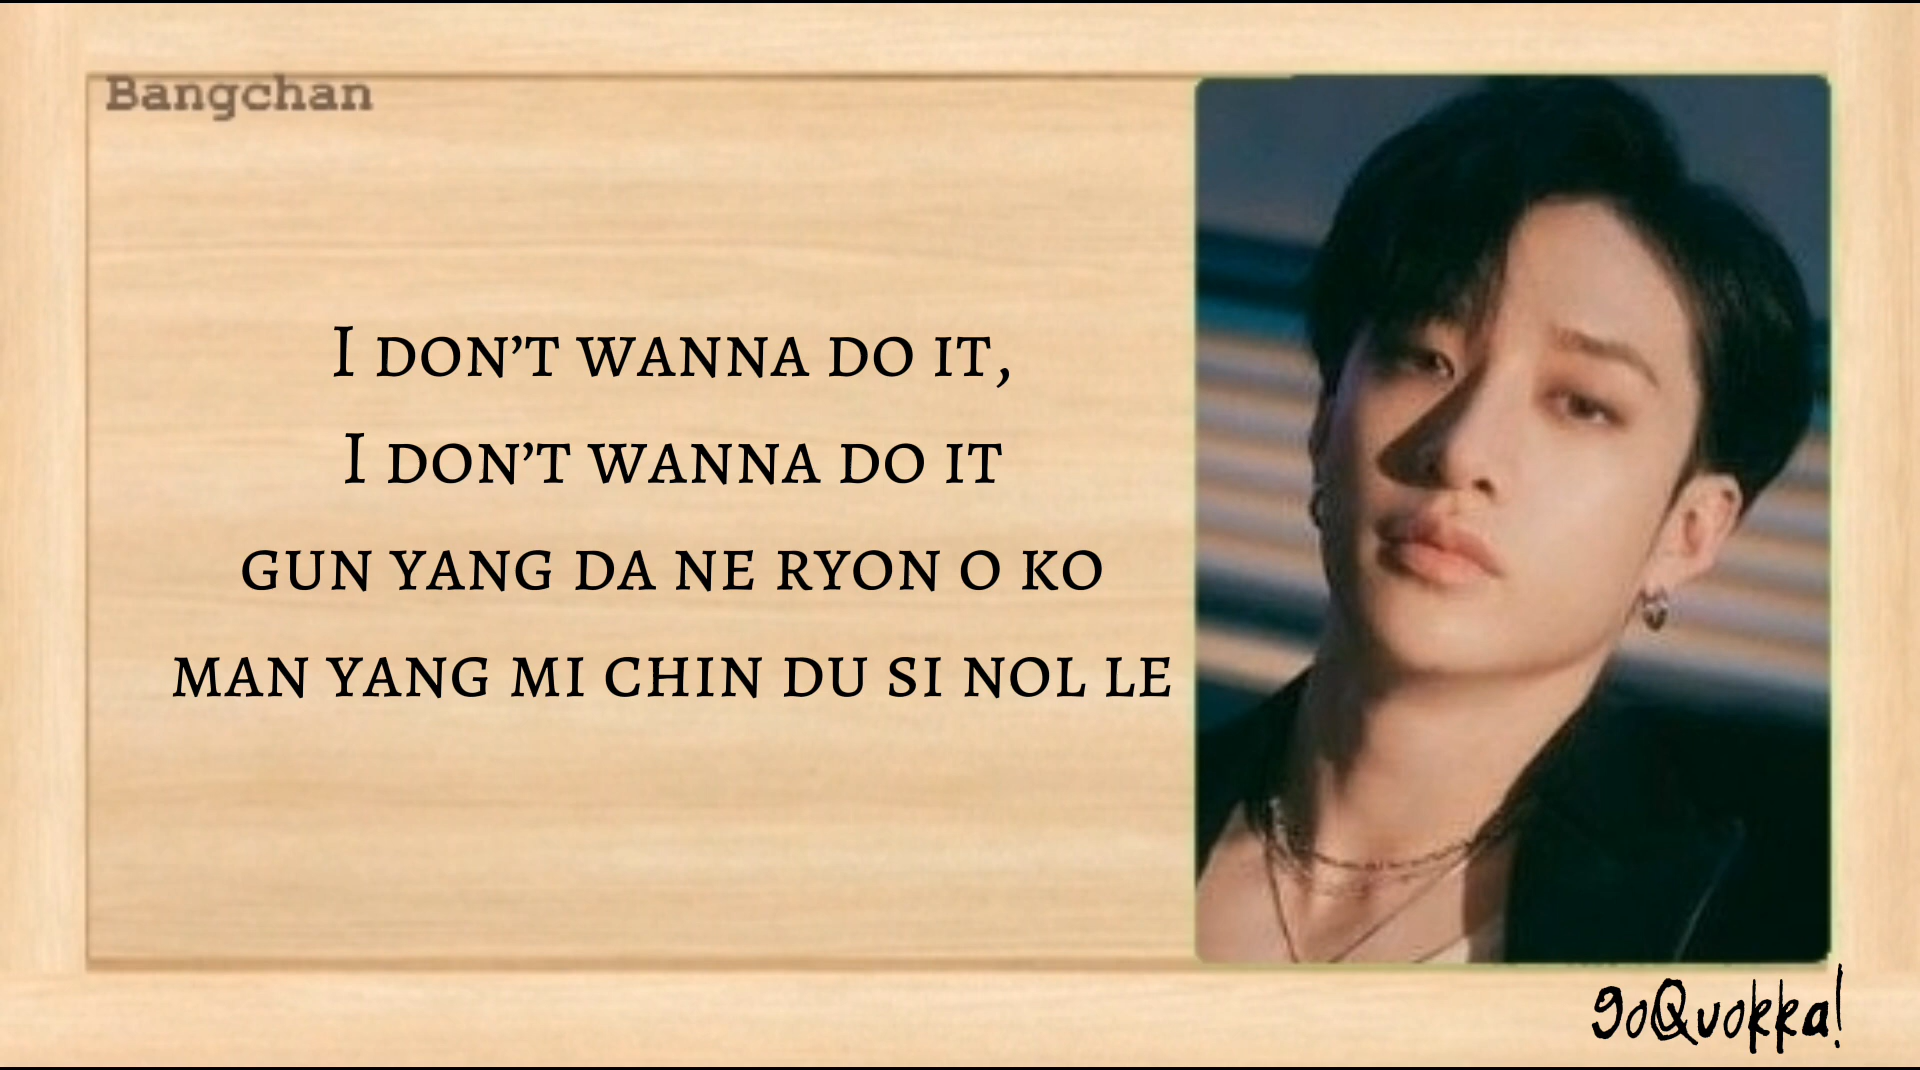 Bangchan
I DON'T WANNA DO IT,
I DON'T WANNA DO IT
GUN YANG DA NE RYON O KO
MAN YANG MI CHIN DU SI NOL LE
goQuokka!